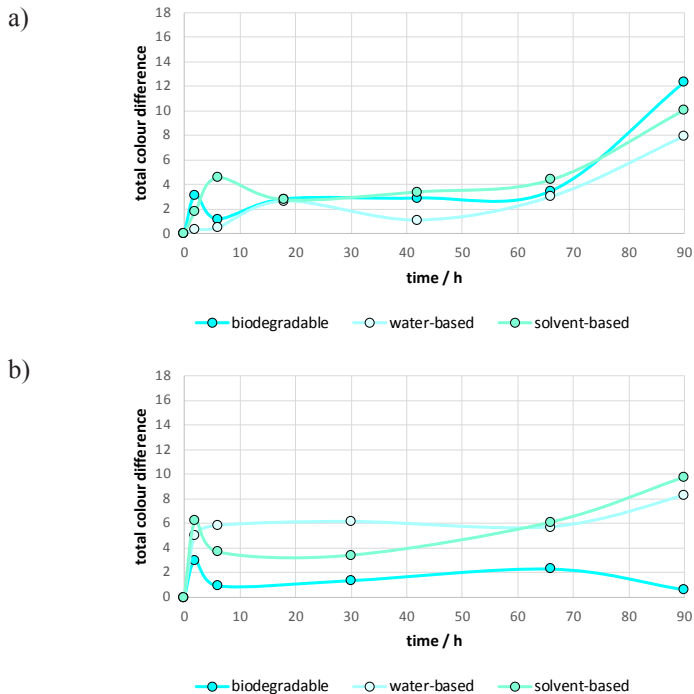 a)
18
16
14
12
10
8
6
4
2
0
total colour difference
0 10 20 30 40 50 60 70 80 90
time / h
biodegradable water-based solvent-based
b)
18
16
14
12
10
8
6
4
2
0
total colour difference
0 10 20 30 40 50 60 70 80 90
time / h
biodegradable water-based solvent-based